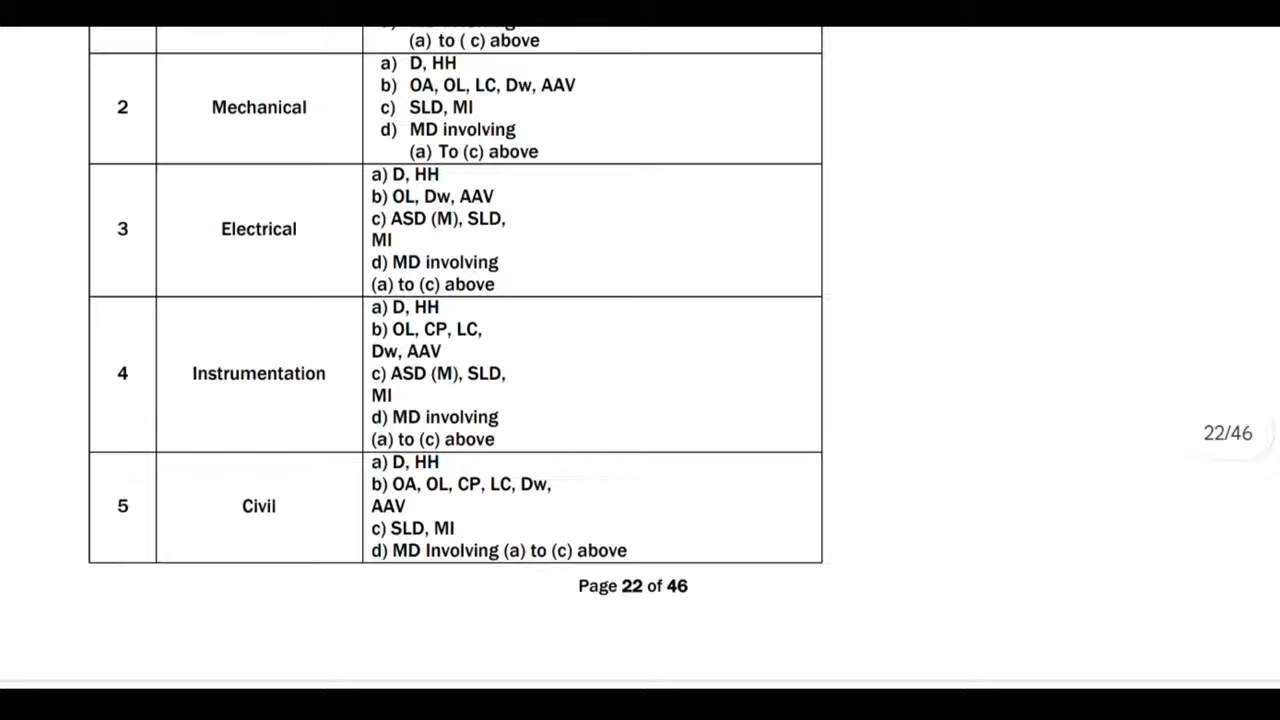 (a) to ( c) above
2
Mechanical
a) D, HH
b) OA, OL, LC, Dw, AAV
c) SLD, MI
d) MD involving
(a) To (c) above
3
Electrical
a) D, HH
b) OL, Dw, AAV
c) ASD (M), SLD,
MI
d) MD involving
(a) to (c) above
4
Instrumentation
a) D, HH
b) OL, CP, LC,
Dw, AAV
c) ASD (M), SLD,
MI
d) MD involving
(a) to (c) above
5
Civil
a) D, HH
b) OA, OL, CP, LC, Dw,
AAV
c) SLD, MI
d) MD Involving (a) to (c) above
22/46
Page 22 of 46